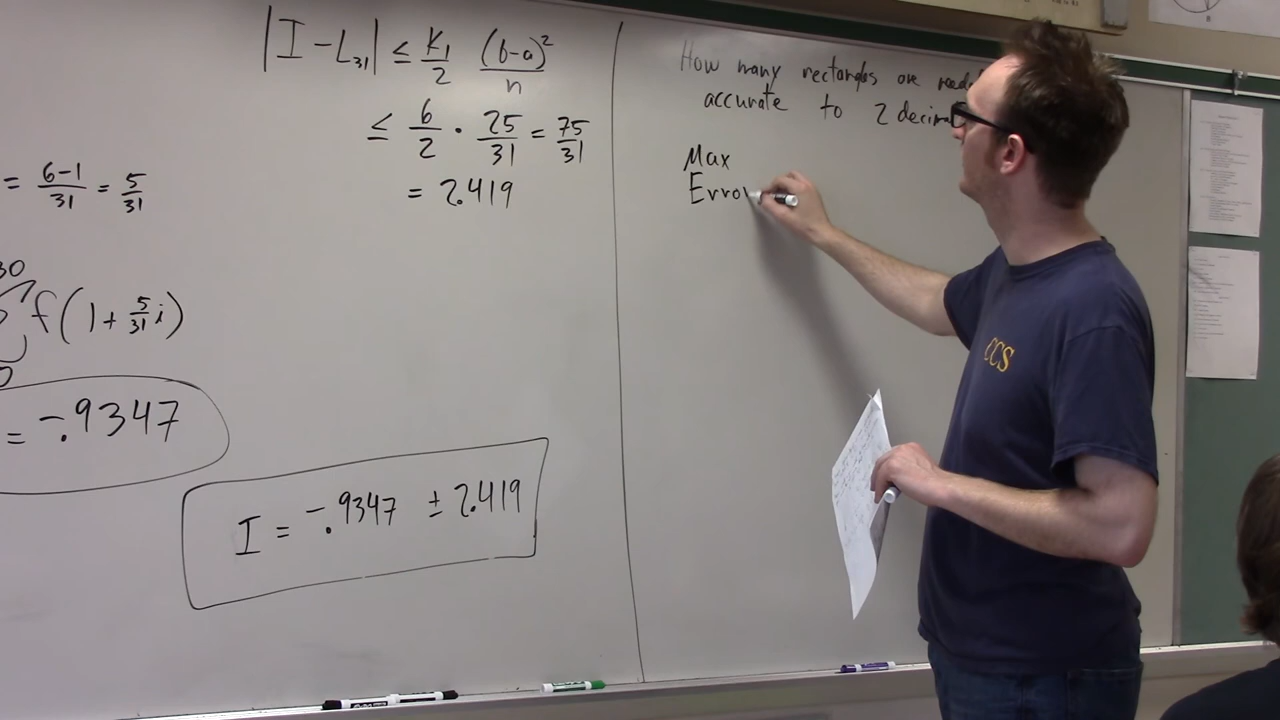 |I - L₃₁| ≤ K₁/2 (b-a)²/n
≤ 6/2 · 25/31 = 75/31
= 2.419
= 6-1/31 = 5/31
30
f(1 + 5/31 i)
= -.9347
I = -.9347 ± 2.419
How many rectangles are
accurate to 2
Max
Error
CCS